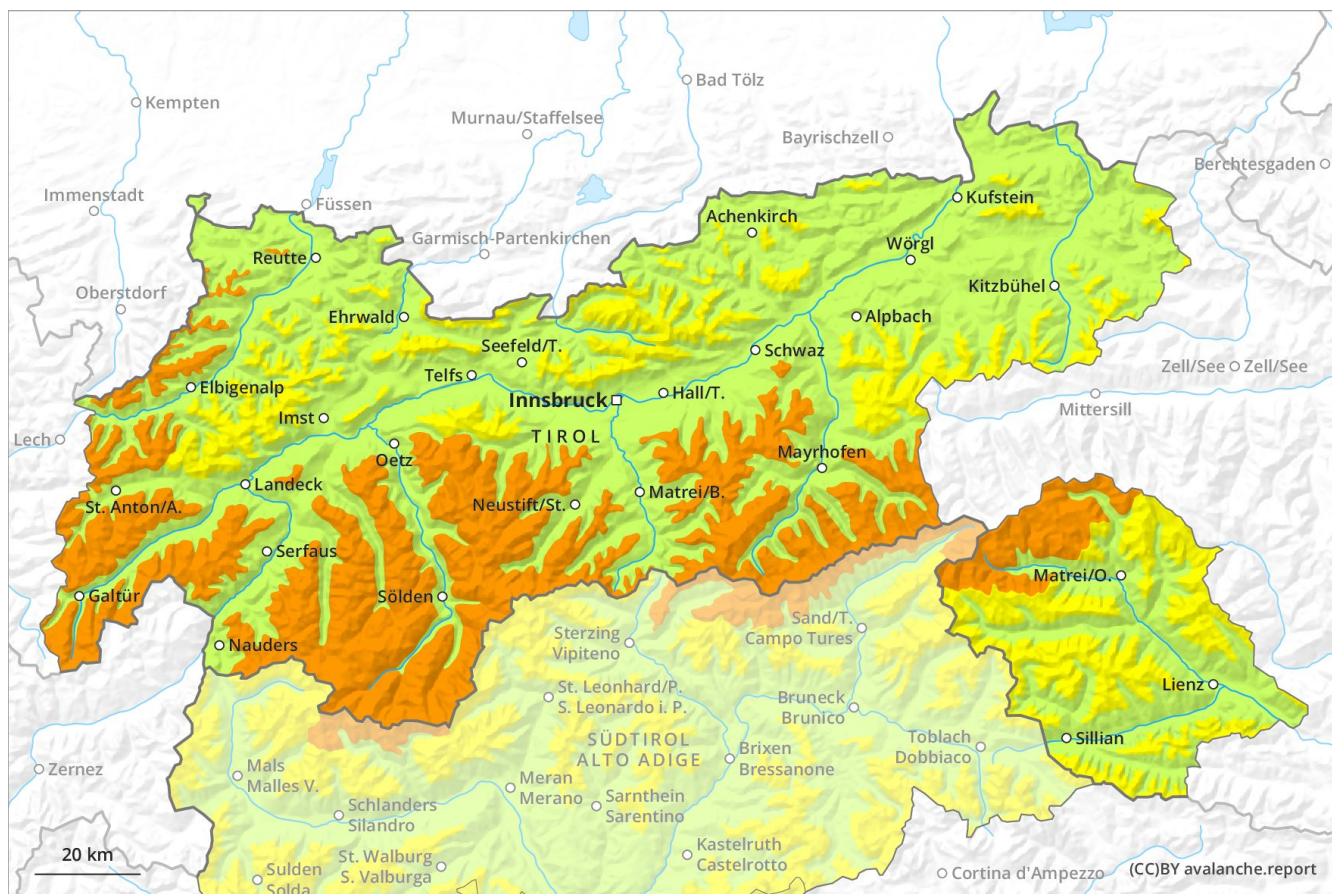 Kempten
Bad Tölz
Murnau/Staffelsee
Bayrischzell
Berchtesgaden
Immenstadt
Füssen
Kufstein
Achenkirch
Garmisch-Partenkirchen
Wörgl
Reutte
Oberstdorf
Kitzbühel
Ehrwald
Alpbach
Seefeld/T.
Schwaz
Zell/See
Zell/See
Telfs
Elbigenalp
Hall/T.
Innsbruck
Mittersill
Imst
Lech
TIROL
Oetz
Mayrhofen
Landeck
Matrei/B.
St. Anton/A.
Neustift/St.
Serfaus
Matrei/O.
Galtür
Sölden
Sand/T.
Campo Tures
Sterzing
Vipiteno
Nauders
Lienz
St. Leonhard/P.
S. Leonardo i. P.
Bruneck
Brunico
Sillian
Toblach
Dobbiaco
SÜDTIROL
ALTO ADIGE
Brixen
Bressanone
Zernez
Mals
Malles V.
Meran
Merano
Sarnthein
Sarentino
Schlanders
Silandro
Kastelruth
Castelrotto
20 km
St. Walburg
S. Valburga
Sulden
Solda
Cortina d'Ampezzo
(CC)BY avalanche.report